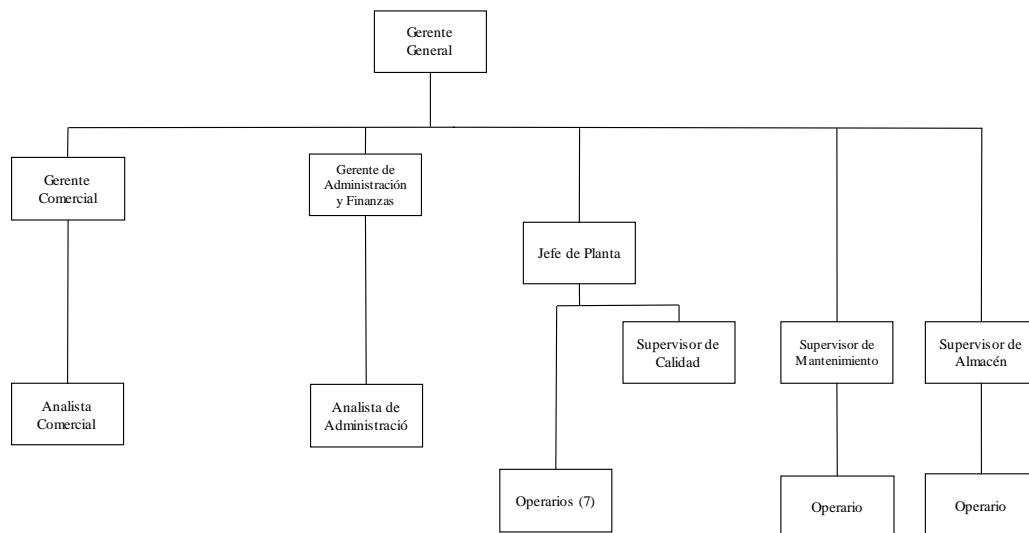 Gerente
General
Gerente
Comercial
Gerente de
Administración
y Finanzas
Jefe de Planta
Supervisor de
Calidad
Supervisor de
Mantenimiento
Supervisor de
Almacén
Analista
Comercial
Analista de
Administració
Operarios (7)
Operario
Operario